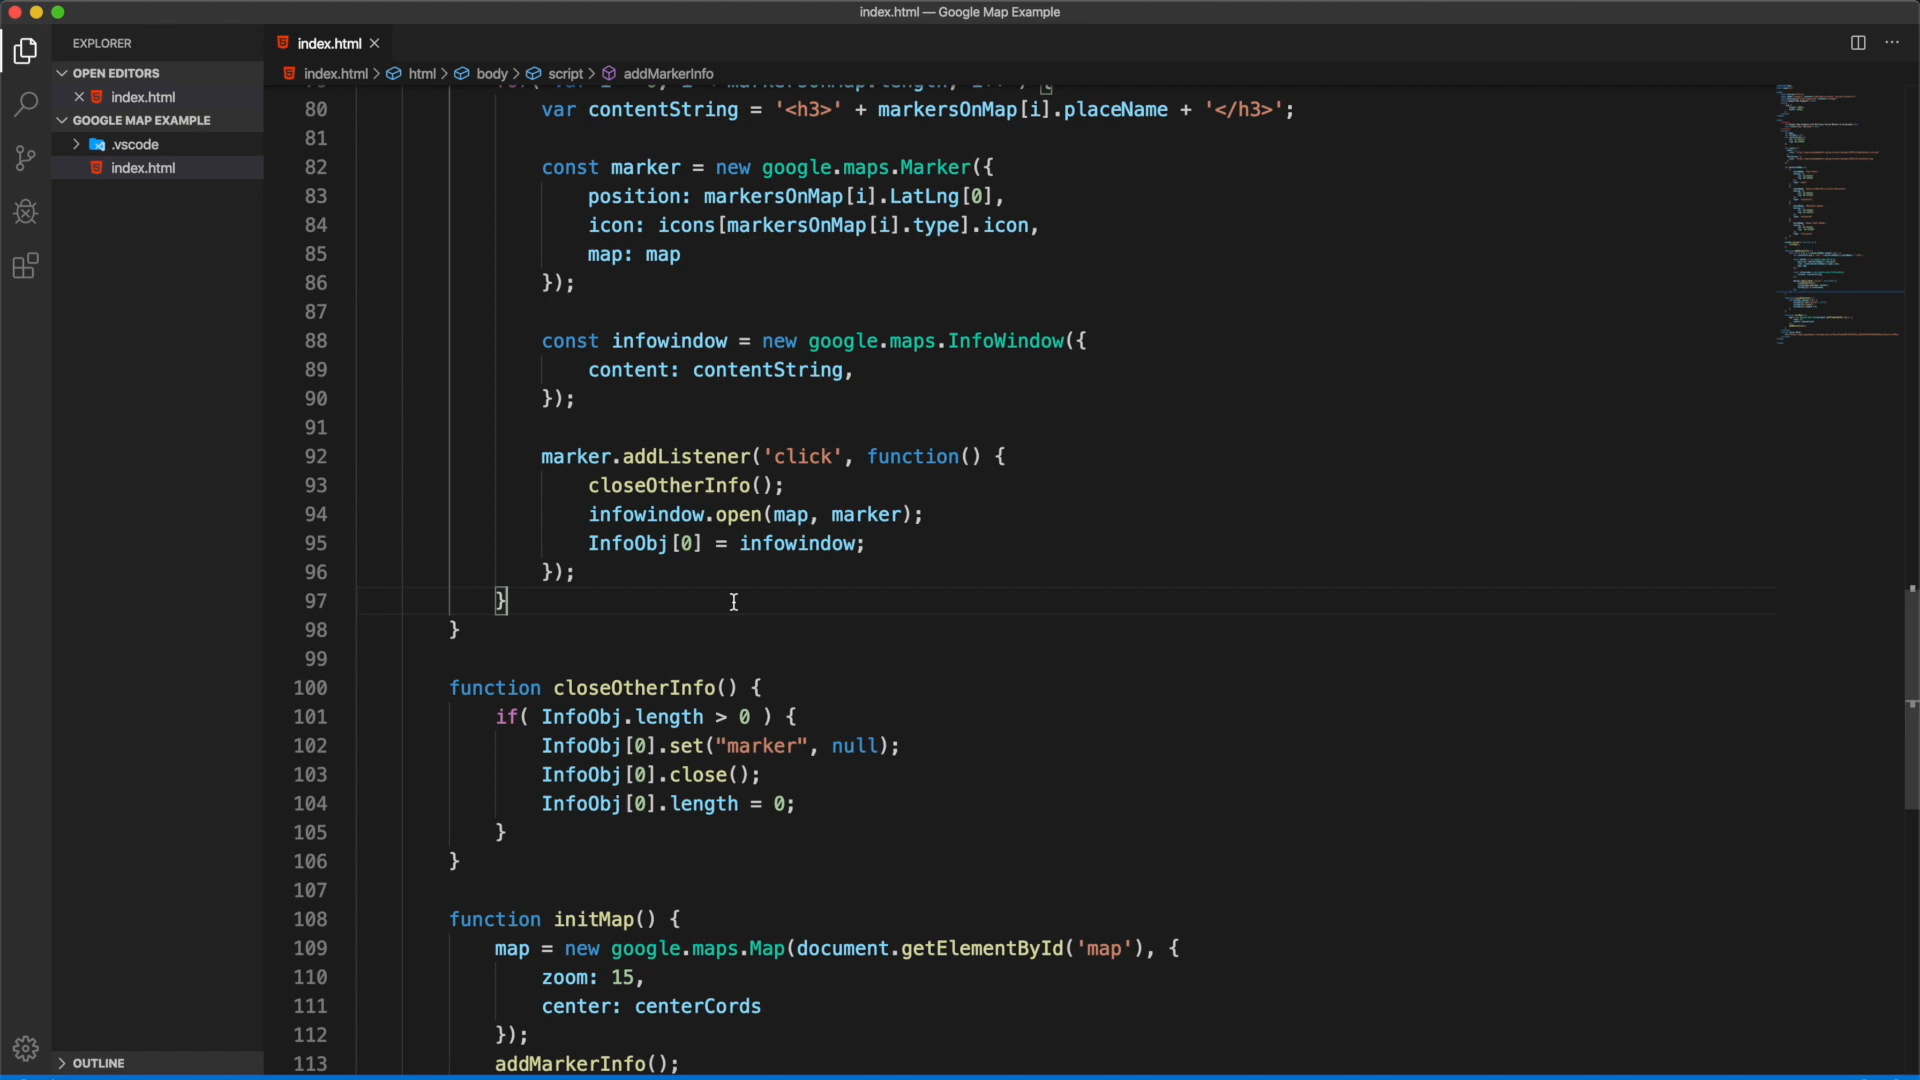 index.html — Google Map Example
EXPLORER
OPEN EDITORS
index.html
GOOGLE MAP EXAMPLE
.vscode
index.html
OUTLINE
index.html
index.html > html > body > script > addMarkerInfo
80 var contentString = '<h3>' + markersOnMap[i].placeName + '</h3>';
81
82 const marker = new google.maps.Marker({
83 position: markersOnMap[i].LatLng[0],
84 icon: icons[markersOnMap[i].type].icon,
85 map: map
86 });
87
88 const infowindow = new google.maps.InfoWindow({
89 content: contentString,
90 });
91
92 marker.addListener('click', function() {
93 closeOtherInfo();
94 infowindow.open(map, marker);
95 InfoObj[0] = infowindow;
96 });
97 }
98 }
99
100 function closeOtherInfo() {
101 if( InfoObj.length > 0 ) {
102 InfoObj[0].set("marker", null);
103 InfoObj[0].close();
104 InfoObj[0].length = 0;
105 }
106 }
107
108 function initMap() {
109 map = new google.maps.Map(document.getElementById('map'), {
110 zoom: 15,
111 center: centerCords
112 });
113 addMarkerInfo();